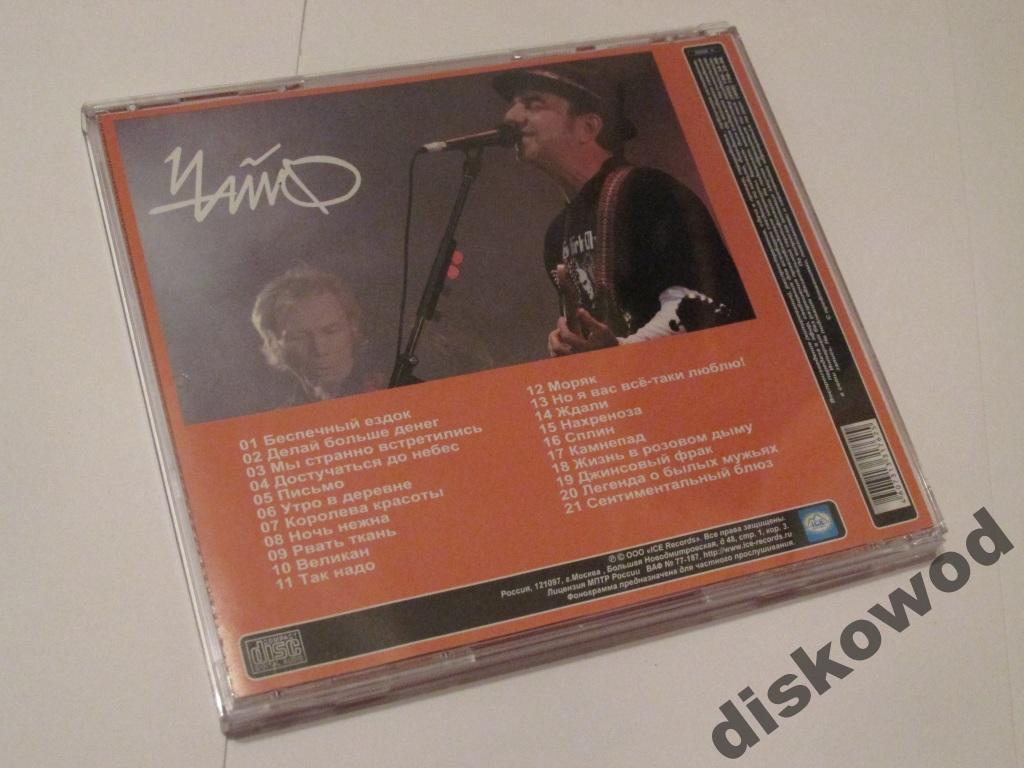 Чайф
01 Беспечный ездок
02 Делай больше денег
03 Мы странно встретились
04 Достучаться до небес
05 Письмо
06 Утро в деревне
07 Королева красоты
08 Ночь нежна
09 Рвать ткань
10 Великан
11 Так надо
12 Моряк
13 Но я вас всё-таки люблю!
14 Ждали
15 Нахреноза
16 Сплин
17 Камнепад
18 Жизнь в розовом дыму
19 Джинсовый фрак
20 Легенда о былых мужьях
21 Сентиментальный блюз
℗ © ООО «ICE Records». Все права защищены.
Россия, 121097, г.Москва , Большая Новодмитровская, д 48, стр. 1, кор. 3.
Лицензия МПТР России ВАФ № 77-187, http://www.ice-records.ru
Фонограмма предназначена для частного прослушивания.
ICE
COMPACT
disc
DIGITAL AUDIO
diskowod